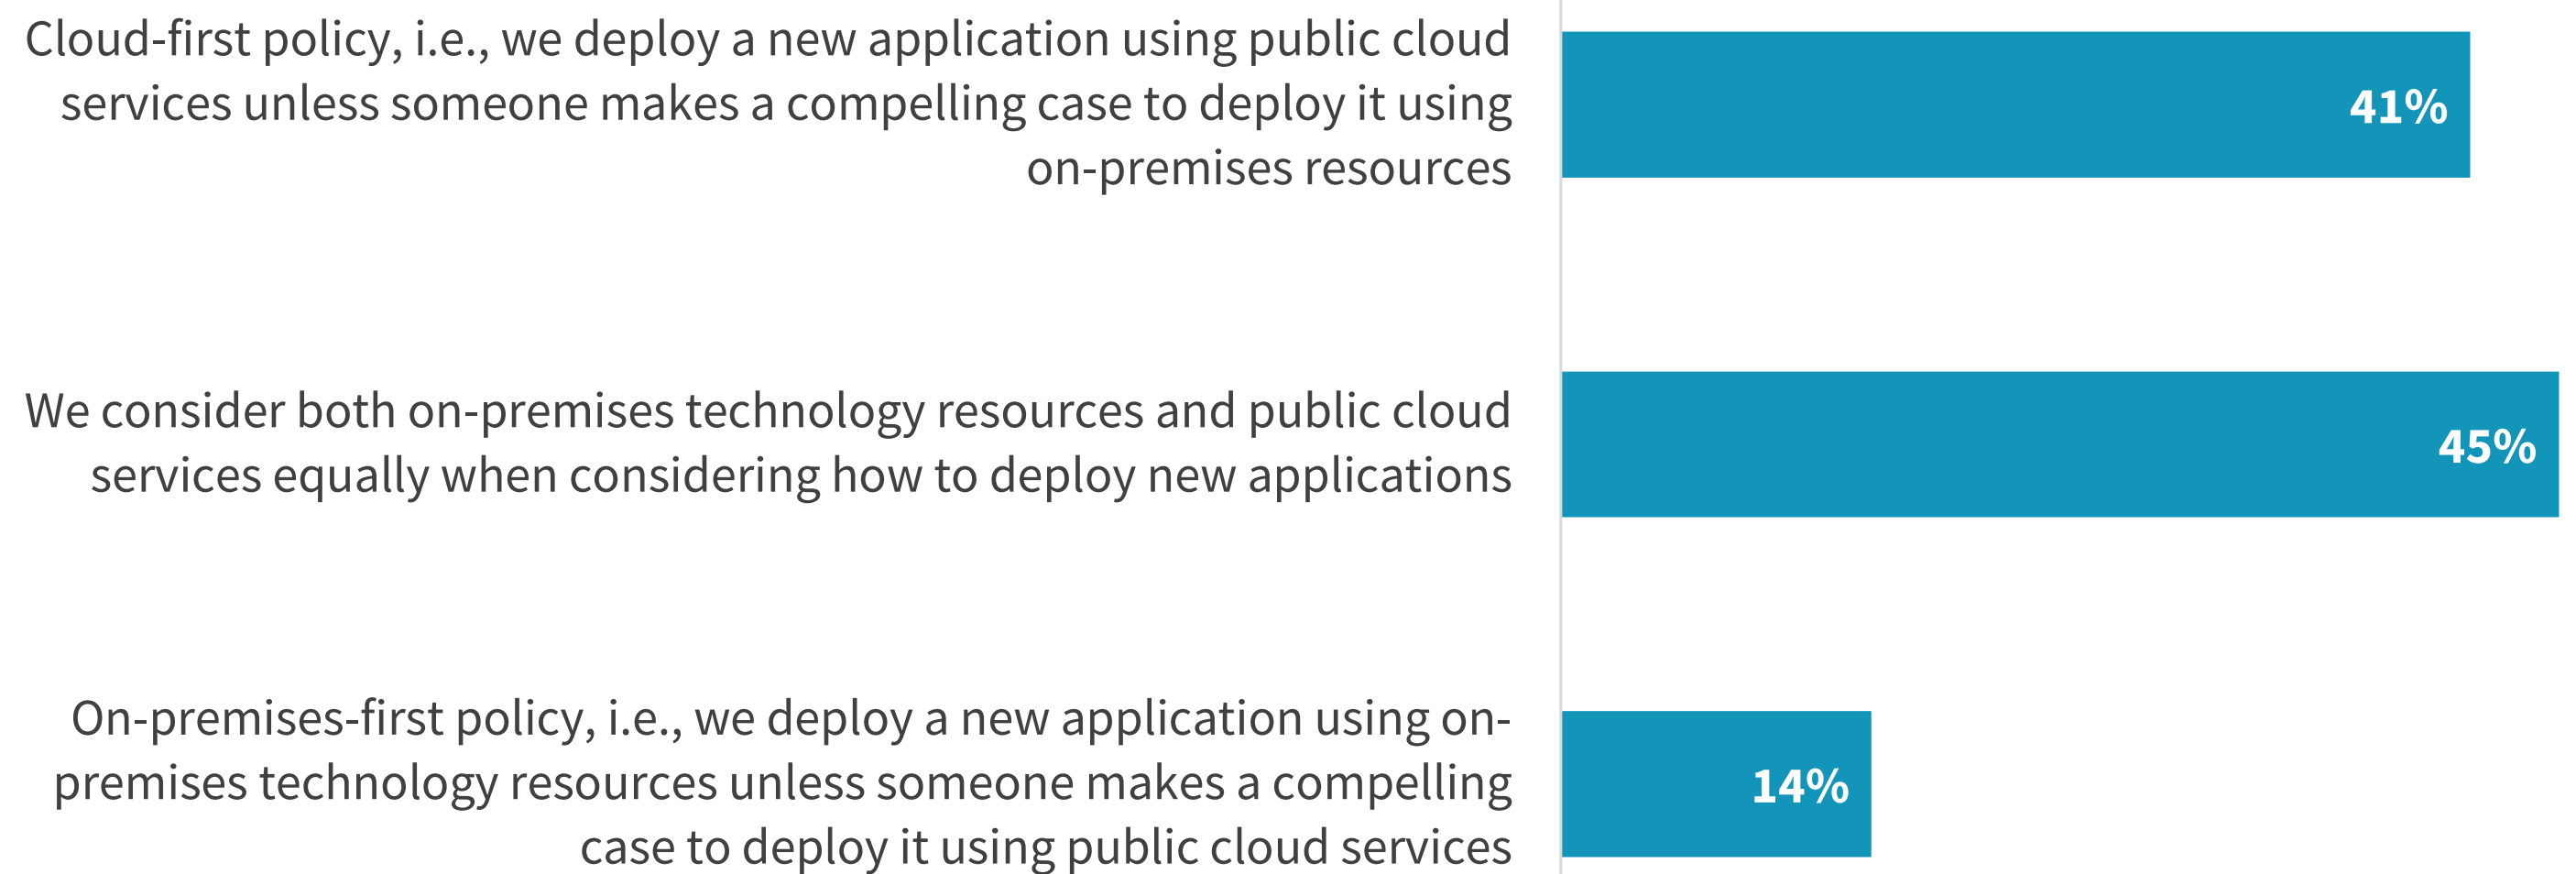 Cloud-first policy, i.e., we deploy a new application using public cloud
services unless someone makes a compelling case to deploy it using
on-premises resources
41%
We consider both on-premises technology resources and public cloud
services equally when considering how to deploy new applications
45%
On-premises-first policy, i.e., we deploy a new application using on-
premises technology resources unless someone makes a compelling
case to deploy it using public cloud services
14%